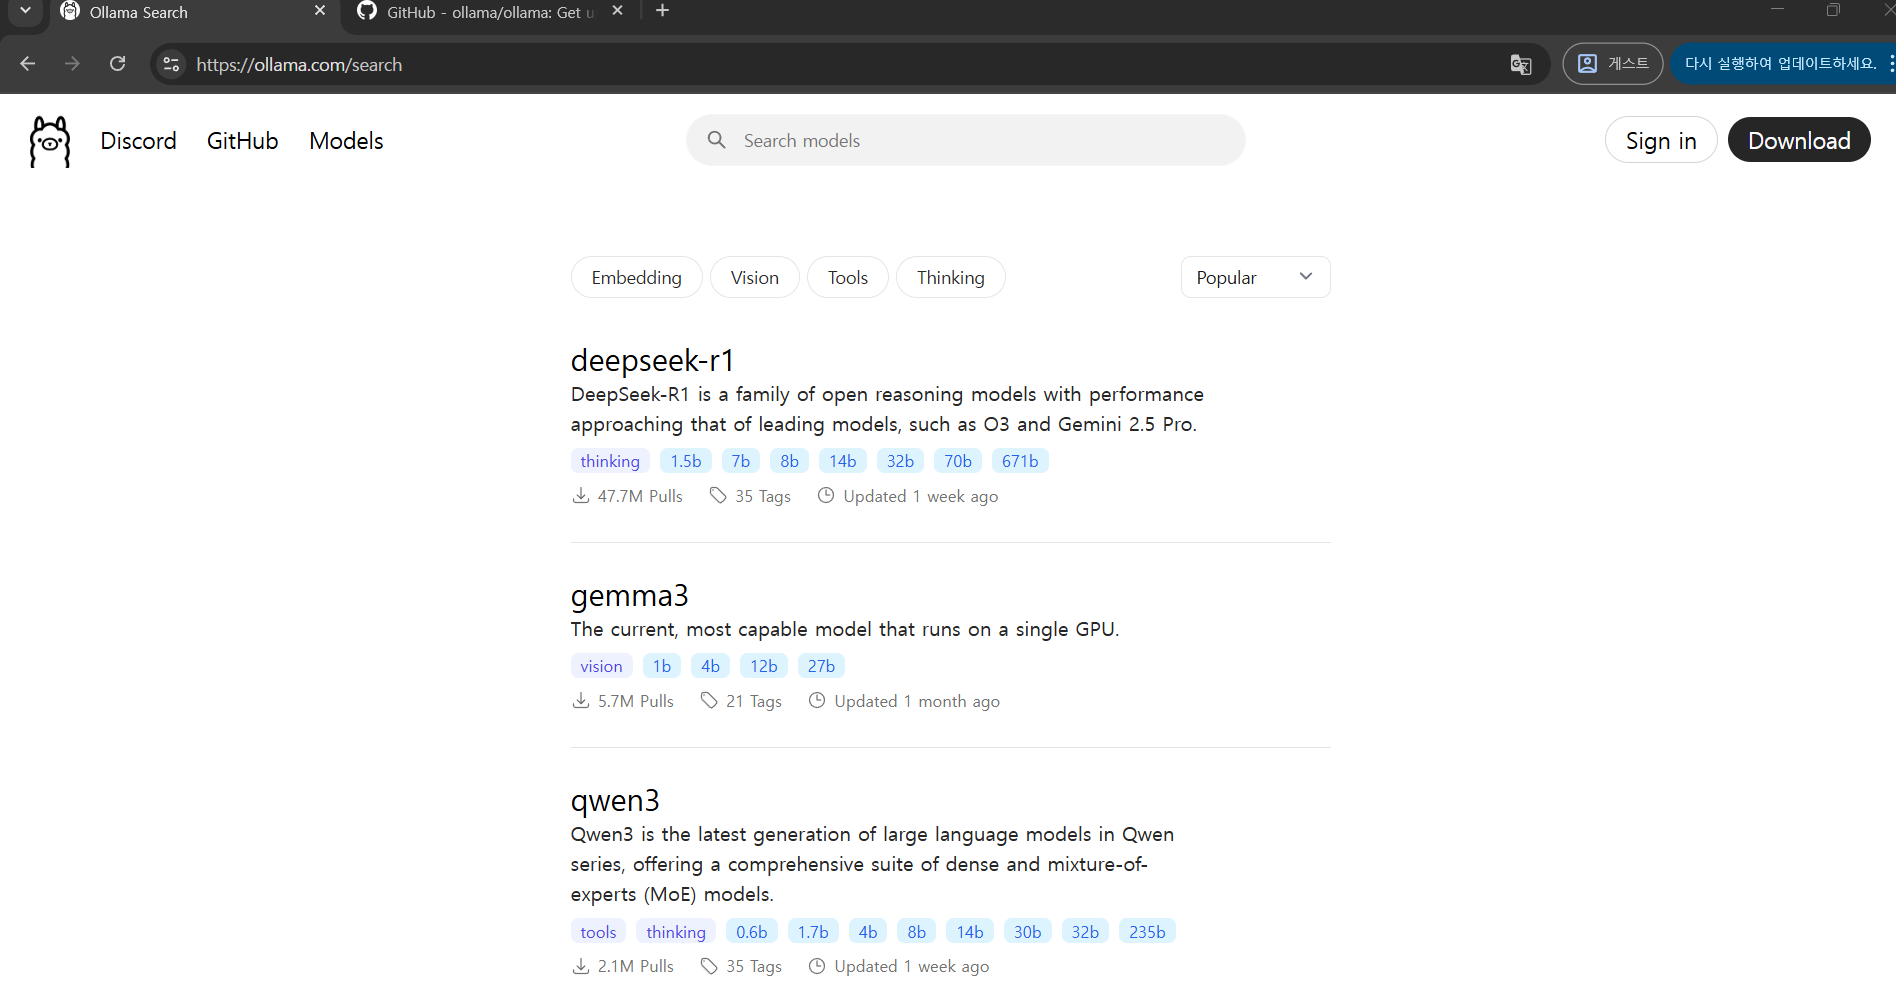 Ollama Search
GitHub - ollama/ollama: Get u
https://ollama.com/search
게스트
다시 실행하여 업데이트하세요.
Discord GitHub Models
Search models
Sign in
Download
Embedding Vision Tools Thinking
Popular
deepseek-r1
DeepSeek-R1 is a family of open reasoning models with performance
approaching that of leading models, such as O3 and Gemini 2.5 Pro.
thinking 1.5b 7b 8b 14b 32b 70b 671b
47.7M Pulls 35 Tags Updated 1 week ago
gemma3
The current, most capable model that runs on a single GPU.
vision 1b 4b 12b 27b
5.7M Pulls 21 Tags Updated 1 month ago
qwen3
Qwen3 is the latest generation of large language models in Qwen
series, offering a comprehensive suite of dense and mixture-of-
experts (MoE) models.
tools thinking 0.6b 1.7b 4b 8b 14b 30b 32b 235b
2.1M Pulls 35 Tags Updated 1 week ago